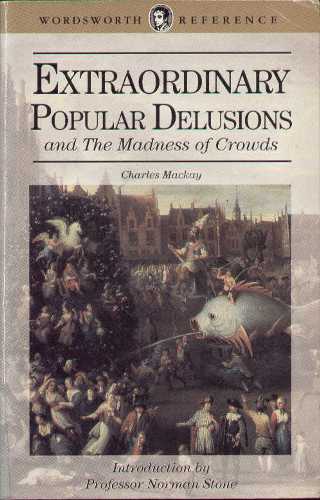 WORDSWORTH REFERENCE
EXTRAORDINARY
POPULAR DELUSIONS
and The Madness of Crowds
Charles Mackay
Introduction by
Professor Norman Stone